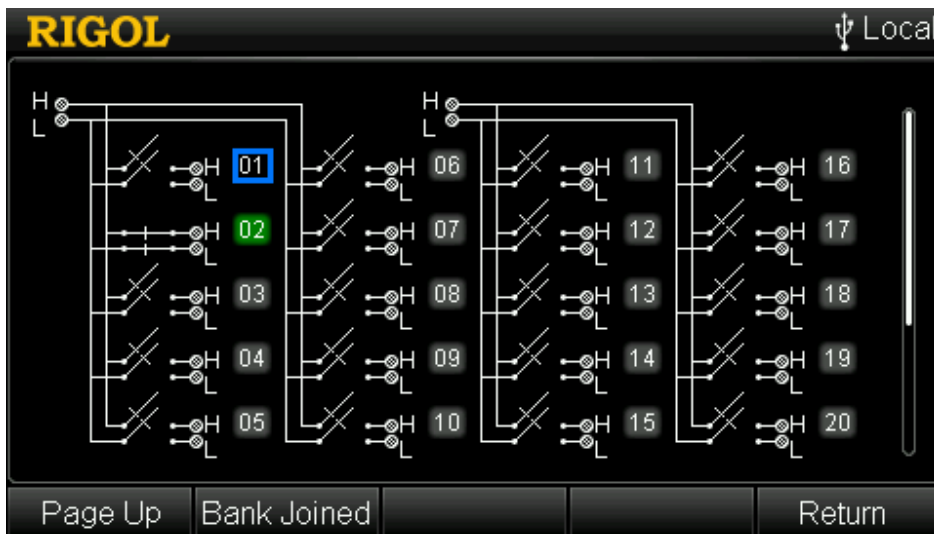 RIGOL Local
H H
L L
H 01 H 06 H 11 H 16
L L L L
H 02 H 07 H 12 H 17
L L L L
H 03 H 08 H 13 H 18
L L L L
H 04 H 09 H 14 H 19
L L L L
H 05 H 10 H 15 H 20
L L L L
Page Up Bank Joined Return